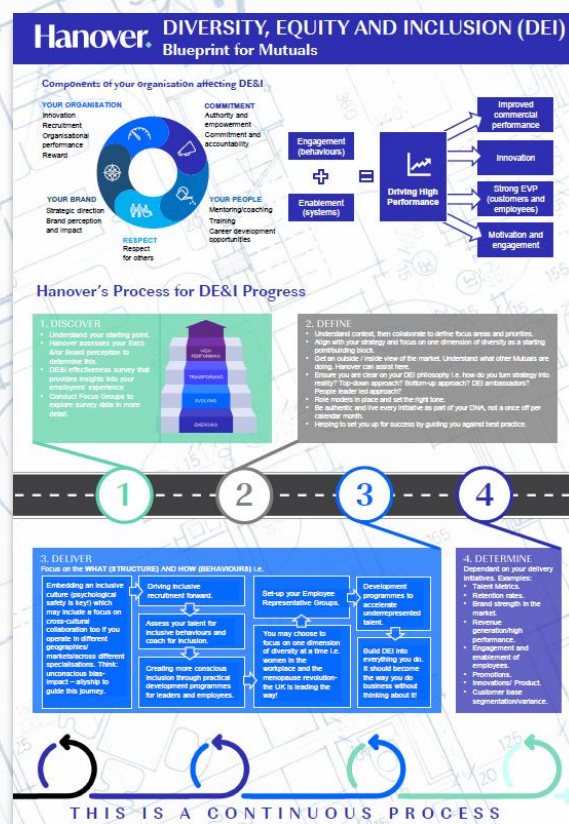 Hanover.
DIVERSITY, EQUITY AND INCLUSION (DEI)
Blueprint for Mutuals
Components of your organisation affecting DE&I
YOUR ORGANISATION
Innovation
Recruitment
Organisational
performance
Reward
COMMITMENT
Authority and
empowerment
Commitment and
accountability
YOUR BRAND
Strategic direction
Brand perception
and impact
YOUR PEOPLE
Mentoring/coaching
Training
Career development
opportunities
RESPECT
Respect
for others
Engagement
(behaviours)
Enablement
(systems)
Driving High
Performance
Improved
commercial
performance
Innovation
Strong EVP
(customers and
employees)
Motivation and
engagement
Hanover's Process for DE&I Progress
1. DISCOVER
• Understand your starting point.
• Hanover assesses your Exco
&/or Board perception to
determine this.
• DE&I effectiveness survey that
provides insights into your
employees' experience
• Conduct Focus Groups to
explore survey data in more
detail.
HIGH
PERFORMING
TRANSFORMING
EVOLVING
EMERGING
2. DEFINE
• Understand context, then collaborate to define focus areas and priorities.
• Align with your strategy and focus on one dimension of diversity as a starting
point/building block.
• Get an outside / inside view of the market. Understand what other Mutuals are
doing. Hanover can assist here.
• Ensure you are clear on your DEI philosophy i.e. how do you turn strategy into
reality? Top-down approach? Bottom-up approach? DEI ambassadors?
People leader led approach?
• Role models in place and set the right tone.
• Be authentic and live every initiative as part of your DNA, not a once off per
calendar month.
• Helping to set you up for success by guiding you against best practice.
1
2
3
4
3. DELIVER
Focus on the WHAT (STRUCTURE) AND HOW (BEHAVIOURS) i.e.
Embedding an inclusive
culture (psychological
safety is key!) which
may include a focus on
cross-cultural
collaboration too if you
operate in different
geographies/
markets/across different
specialisations. Think:
unconscious bias-
impact – allyship to
guide this journey.
Driving inclusive
recruitment forward.
Assess your talent for
inclusive behaviours and
coach for inclusion.
Creating more conscious
inclusion through practical
development programmes
for leaders and employees.
Set-up your Employee
Representative Groups.
You may choose to
focus on one dimension
of diversity at a time i.e.
women in the
workplace and the
menopause revolution-
the UK is leading the
way!
Development
programmes to
accelerate
underrepresented
talent.
Build DEI into
everything you do.
It should become
the way you do
business without
thinking about it!
4. DETERMINE
Dependant on your delivery
initiatives. Examples:
• Talent Metrics.
• Retention rates.
• Brand strength in the
market.
• Revenue
generation/high
performance.
• Engagement and
enablement of
employees.
• Promotions.
• Innovations/ Product.
• Customer base
segmentation/variance.
THIS IS A CONTINUOUS PROCESS